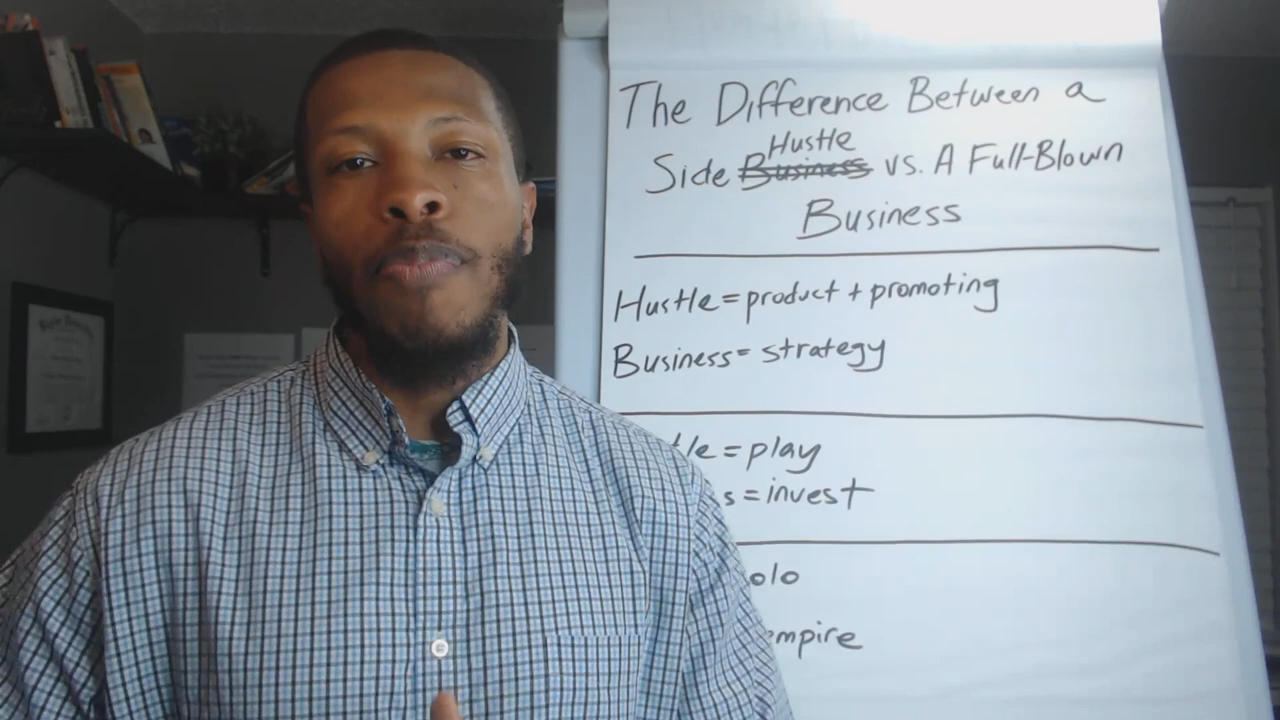 The Difference Between a
Hustle
Side Business vs. A Full-Blown
Business
Hustle = product + promoting
Business = strategy
tle = play
s = invest
olo
mpire